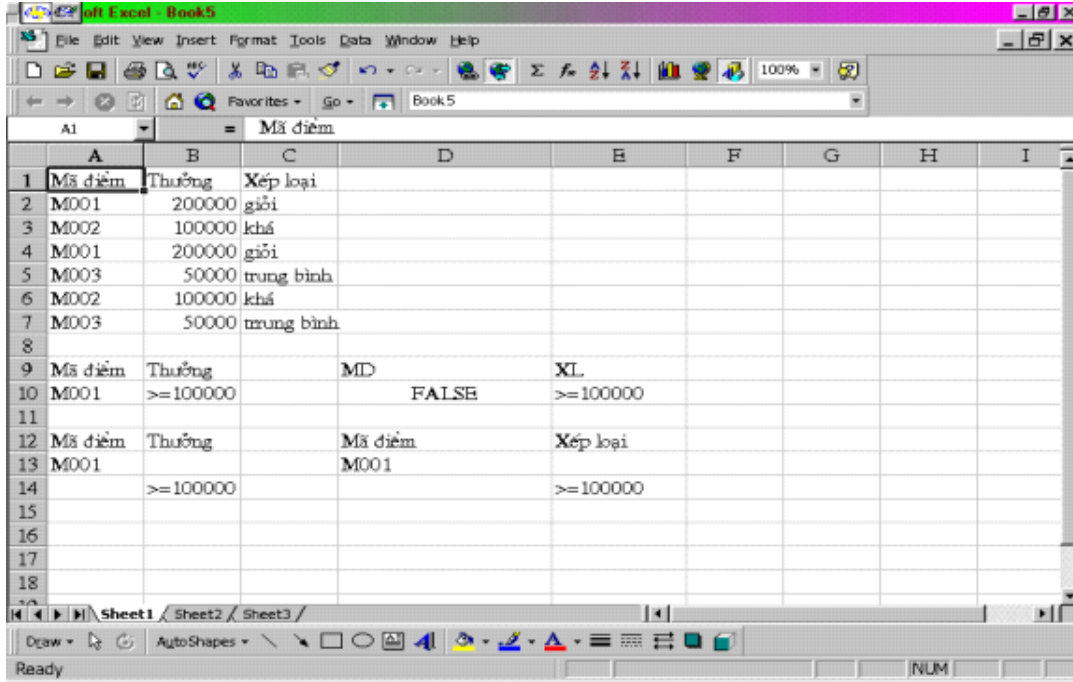 oft Excel - Book5
File Edit View Insert Format Tools Data Window Help
100%
Favorites Go Book5
A1 = Mã điểm
A B C D E F G H I
1 Mã điểm Thưởng Xếp loại
2 M001 200000 giỏi
3 M002 100000 khá
4 M001 200000 giỏi
5 M003 50000 trung bình
6 M002 100000 khá
7 M003 50000 trrung bình
8
9 Mã điểm Thưởng MD XL
10 M001 >=100000 FALSE >=100000
11
12 Mã điểm Thưởng Mã điểm Xếp loại
13 M001 M001
14 >=100000 >=100000
15
16
17
18
Sheet1 Sheet2 Sheet3
Draw AutoShapes
Ready NUM